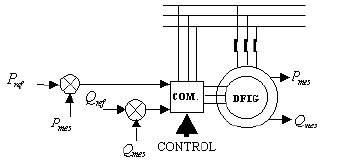 P_ref
Q_ref
COM.
DFIG
P_mes
P_mes
Q_mes
Q_mes
CONTROL